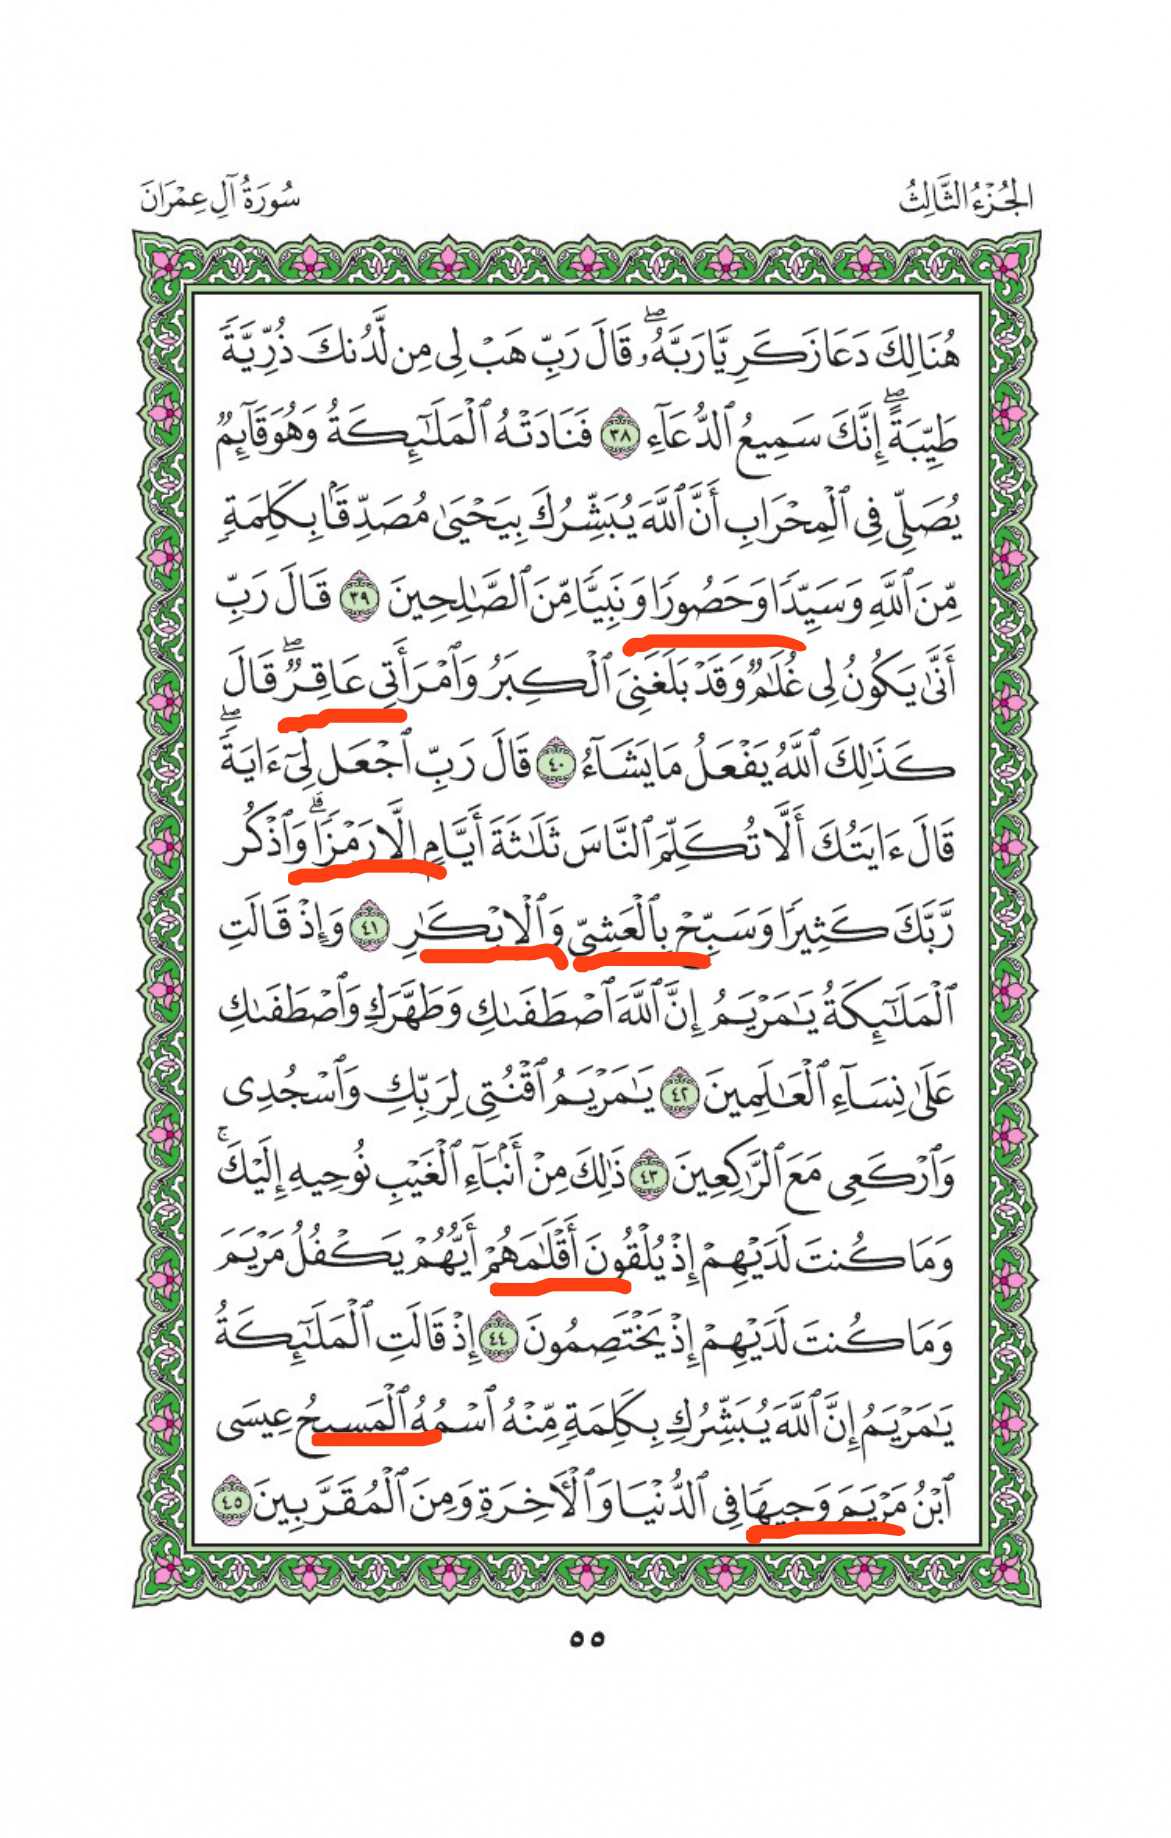 الجُزْءُ الثَّالِثُ
سُورَةُ آلِ عِمْرَانَ
هُنَالِكَ دَعَا زَكَرِيَّا رَبَّهُۥۖ قَالَ رَبِّ هَبْ لِى مِن لَّدُنكَ ذُرِّيَّةً
طَيِّبَةًۖ إِنَّكَ سَمِيعُ ٱلدُّعَآءِ ٣٨ فَنَادَتْهُ ٱلْمَلَٰٓئِكَةُ وَهُوَ قَآئِمٌ
يُصَلِّى فِى ٱلْمِحْرَابِ أَنَّ ٱللَّهَ يُبَشِّرُكَ بِيَحْيَىٰ مُصَدِّقًۢا بِكَلِمَةٍ
مِّنَ ٱللَّهِ وَسَيِّدًا وَحَصُورًا وَنَبِيًّا مِّنَ ٱلصَّٰلِحِينَ ٣٩ قَالَ رَبِّ
أَنَّىٰ يَكُونُ لِى غُلَٰمٌ وَقَدْ بَلَغَنِىَ ٱلْكِبَرُ وَٱمْرَأَتِى عَاقِرٌۖ قَالَ
كَذَٰلِكَ ٱللَّهُ يَفْعَلُ مَا يَشَآءُ ٤٠ قَالَ رَبِّ ٱجْعَل لِّىٓ ءَايَةًۖ
قَالَ ءَايَتُكَ أَلَّا تُكَلِّمَ ٱلنَّاسَ ثَلَٰثَةَ أَيَّامٍ إِلَّا رَمْزًاۗ وَٱذْكُر
رَّبَّكَ كَثِيرًا وَسَبِّحْ بِٱلْعَشِىِّ وَٱلْإِبْكَٰرِ ٤١ وَإِذْ قَالَتِ
ٱلْمَلَٰٓئِكَةُ يَٰمَرْيَمُ إِنَّ ٱللَّهَ ٱصْطَفَىٰكِ وَطَهَّرَكِ وَٱصْطَفَىٰكِ
عَلَىٰ نِسَآءِ ٱلْعَٰلَمِينَ ٤٢ يَٰمَرْيَمُ ٱقْنُتِى لِرَبِّكِ وَٱسْجُدِى
وَٱرْكَعِى مَعَ ٱلرَّٰكِعِينَ ٤٣ ذَٰلِكَ مِنْ أَنۢبَآءِ ٱلْغَيْبِ نُوحِيهِ إِلَيْكَۚ
وَمَا كُنتَ لَدَيْهِمْ إِذْ يُلْقُونَ أَقْلَٰمَهُمْ أَيُّهُمْ يَكْفُلُ مَرْيَمَ
وَمَا كُنتَ لَدَيْهِمْ إِذْ يَخْتَصِمُونَ ٤٤ إِذْ قَالَتِ ٱلْمَلَٰٓئِكَةُ
يَٰمَرْيَمُ إِنَّ ٱللَّهَ يُبَشِّرُكِ بِكَلِمَةٍ مِّنْهُ ٱسْمُهُ ٱلْمَسِيحُ عِيسَى
ٱبْنُ مَرْيَمَ وَجِيهًا فِى ٱلدُّنْيَا وَٱلْءَاخِرَةِ وَمِنَ ٱلْمُقَرَّبِينَ ٤٥
٥٥